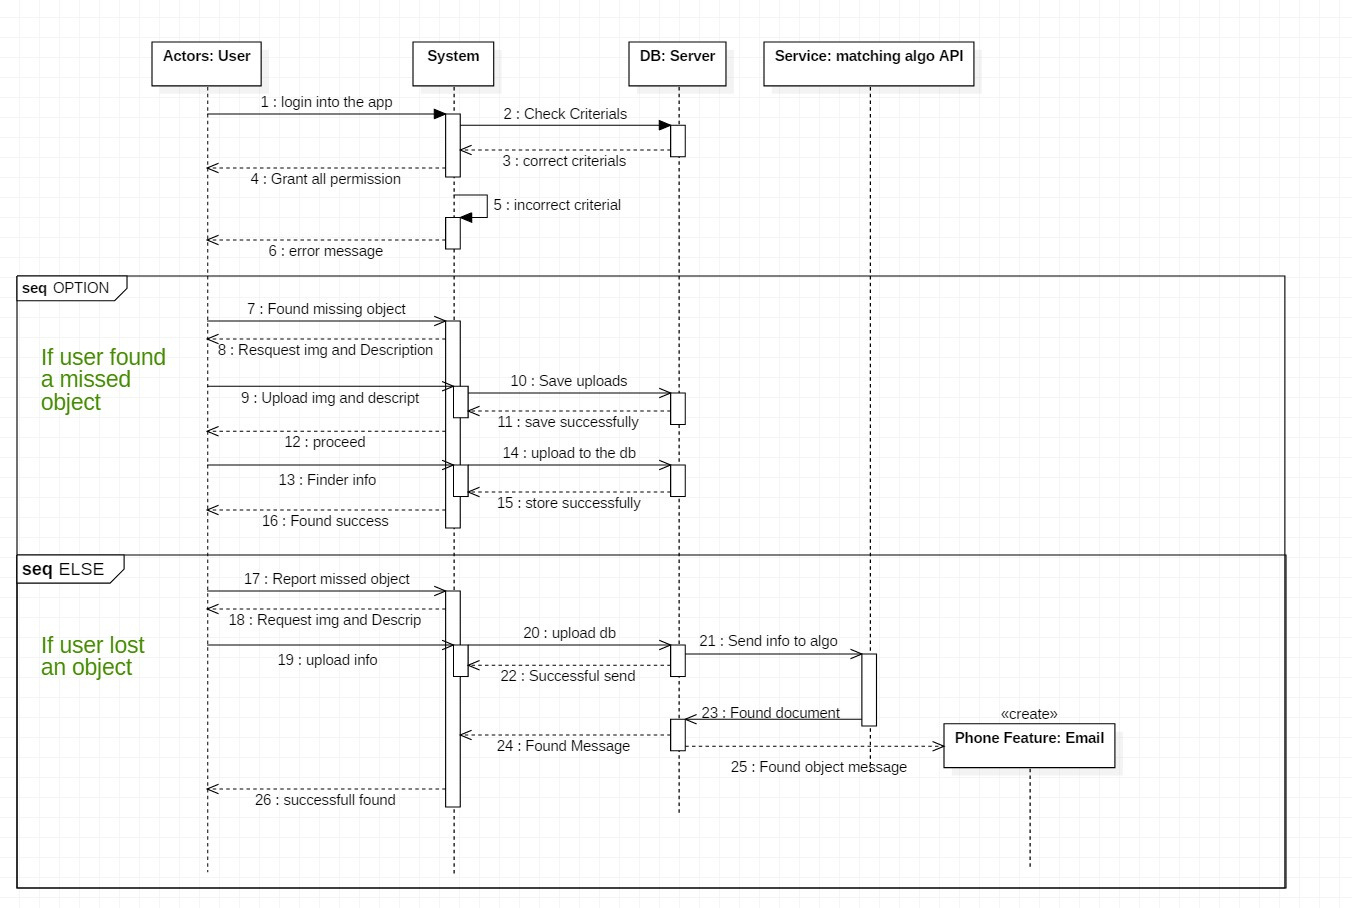 Actors: User
System
DB: Server
Service: matching algo API
1 : login into the app
2 : Check Criterials
3 : correct criterials
4 : Grant all permission
5 : incorrect criterial
6 : error message
seq OPTION
7 : Found missing object
8 : Resquest img and Description
If user found
a missed
object
9 : Upload img and descript
10 : Save uploads
11 : save successfully
12 : proceed
13 : Finder info
14 : upload to the db
15 : store successfully
16 : Found success
seq ELSE
17 : Report missed object
18 : Request img and Descrip
If user lost
an object
19 : upload info
20 : upload db
21 : Send info to algo
22 : Successful send
23 : Found document
«create»
Phone Feature: Email
24 : Found Message
25 : Found object message
26 : successfull found